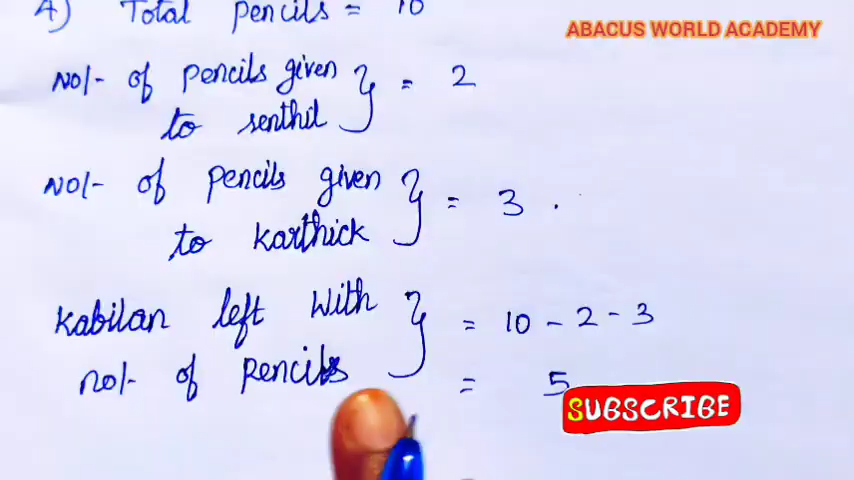 4) Total pencils = 10
ABACUS WORLD ACADEMY
No/- of pencils given } = 2
to senthil
No/- of pencils given } = 3 .
to karthick
Kabilan left with } = 10 - 2 - 3
no/- of pencils = 5
SUBSCRIBE